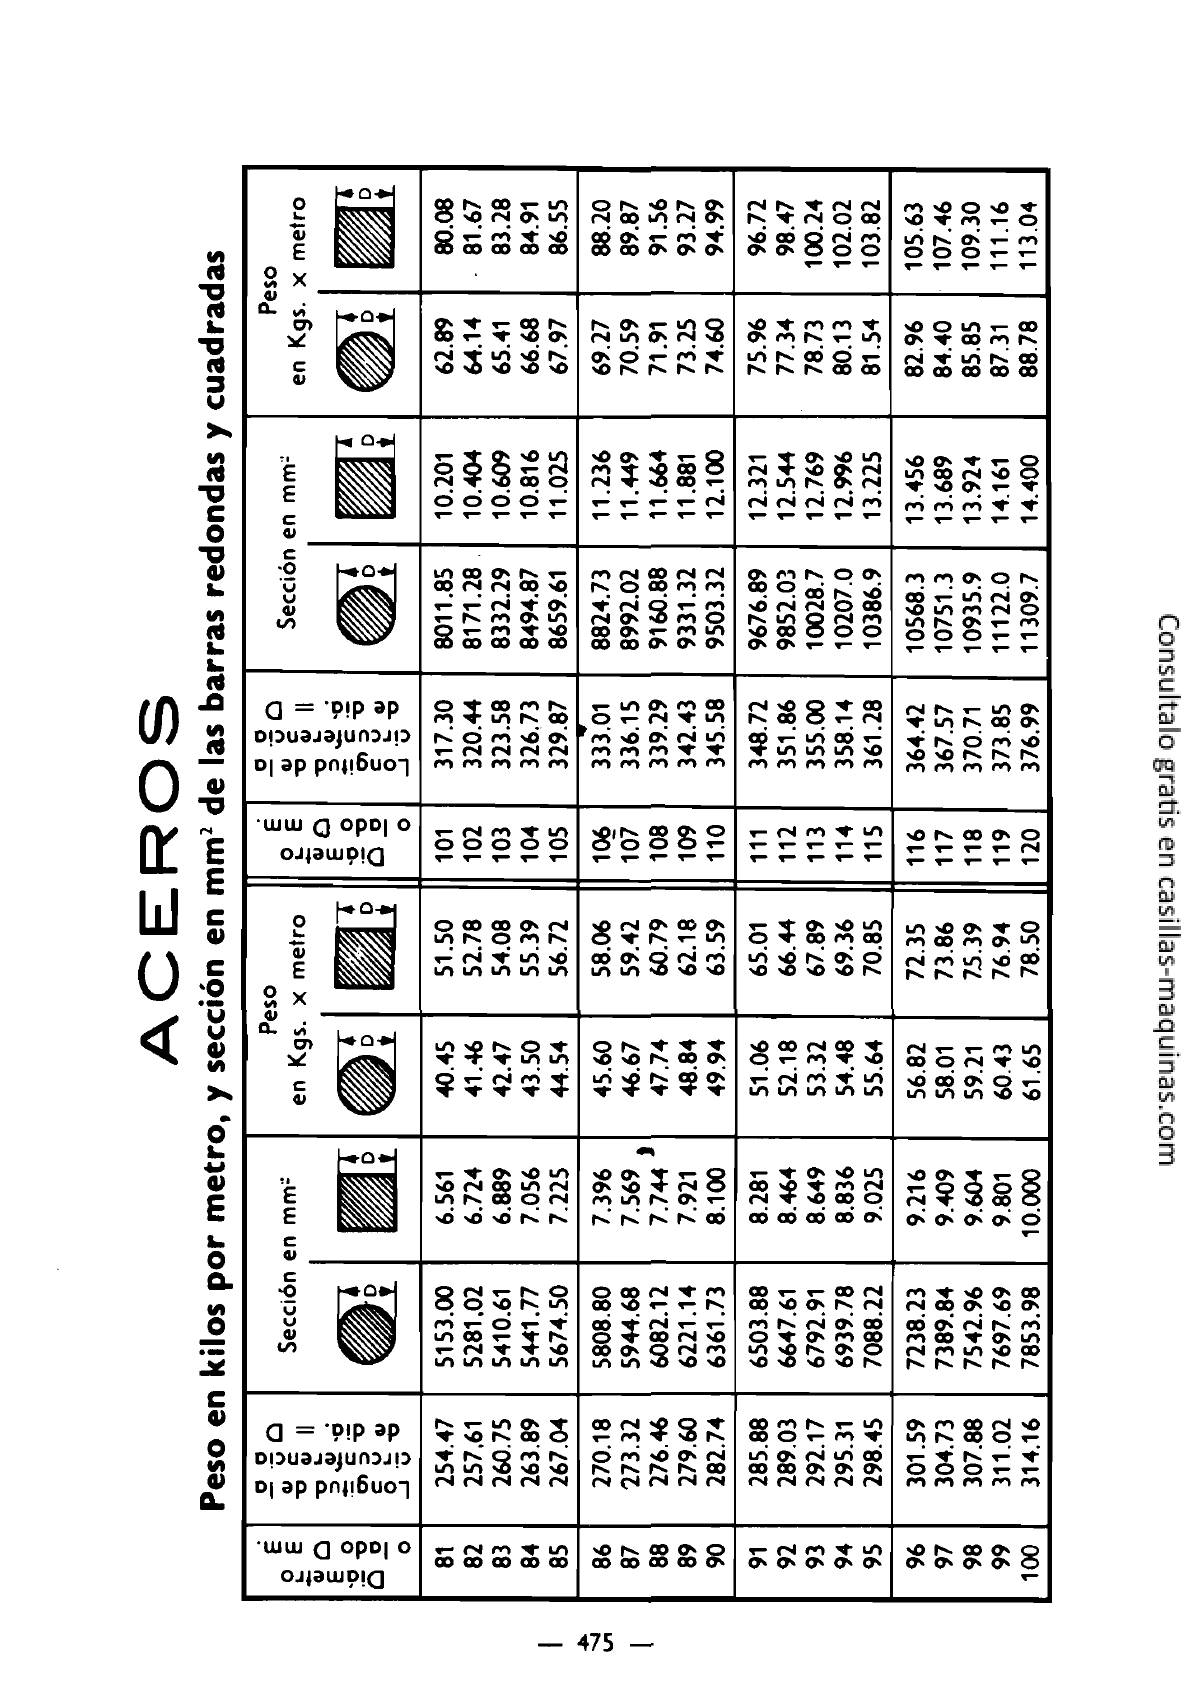 ACEROS
Peso en kilos por metro, y sección en mm² de las barras redondas y cuadradas
Diámetro o lado D mm. | Longitud de la circunferencia de diá. = D | Sección en mm² | Peso en Kgs. x metro | Diámetro o lado D mm. | Longitud de la circunferencia de diá. = D | Sección en mm² | Peso en Kgs. x metro
D D D D D D D D
81 254.47 5153.00 6.561 40.45 51.50 101 317.30 8011.85 10.201 62.89 80.08
82 257.61 5281.02 6.724 41.46 52.78 102 320.44 8171.28 10.404 64.14 81.67
83 260.75 5410.61 6.889 42.47 54.08 103 323.58 8332.29 10.609 65.41 83.28
84 263.89 5441.77 7.056 43.50 55.39 104 326.73 8494.87 10.816 66.68 84.91
85 267.04 5674.50 7.225 44.54 56.72 105 329.87 8659.61 11.025 67.97 86.55
86 270.18 5808.80 7.396 45.60 58.06 106 333.01 8824.73 11.236 69.27 88.20
87 273.32 5944.68 7.569 46.67 59.42 107 336.15 8992.02 11.449 70.59 89.87
88 276.46 6082.12 7.744 47.74 60.79 108 339.29 9160.88 11.664 71.91 91.56
89 279.60 6221.14 7.921 48.84 62.18 109 342.43 9331.32 11.881 73.25 93.27
90 282.74 6361.73 8.100 49.94 63.59 110 345.58 9503.32 12.100 74.60 94.99
91 285.88 6503.88 8.281 51.06 65.01 111 348.72 9676.89 12.321 75.96 96.72
92 289.03 6647.61 8.464 52.18 66.44 112 351.86 9852.03 12.544 77.34 98.47
93 292.17 6792.91 8.649 53.32 67.89 113 355.00 10028.7 12.769 78.73 100.24
94 295.31 6939.78 8.836 54.48 69.36 114 358.14 10207.0 12.996 80.13 102.02
95 298.45 7088.22 9.025 55.64 70.85 115 361.28 10386.9 13.225 81.54 103.82
96 301.59 7238.23 9.216 56.82 72.35 116 364.42 10568.3 13.456 82.96 105.63
97 304.73 7389.84 9.409 58.01 73.86 117 367.57 10751.3 13.689 84.40 107.46
98 307.88 7542.96 9.604 59.21 75.39 118 370.71 10935.9 13.924 85.85 109.30
99 311.02 7697.69 9.801 60.43 76.94 119 373.85 11122.0 14.161 87.31 111.16
100 314.16 7853.98 10.000 61.65 78.50 120 376.99 11309.7 14.400 88.78 113.04
— 475 —
Consultalo gratis en casillas-maquinas.com